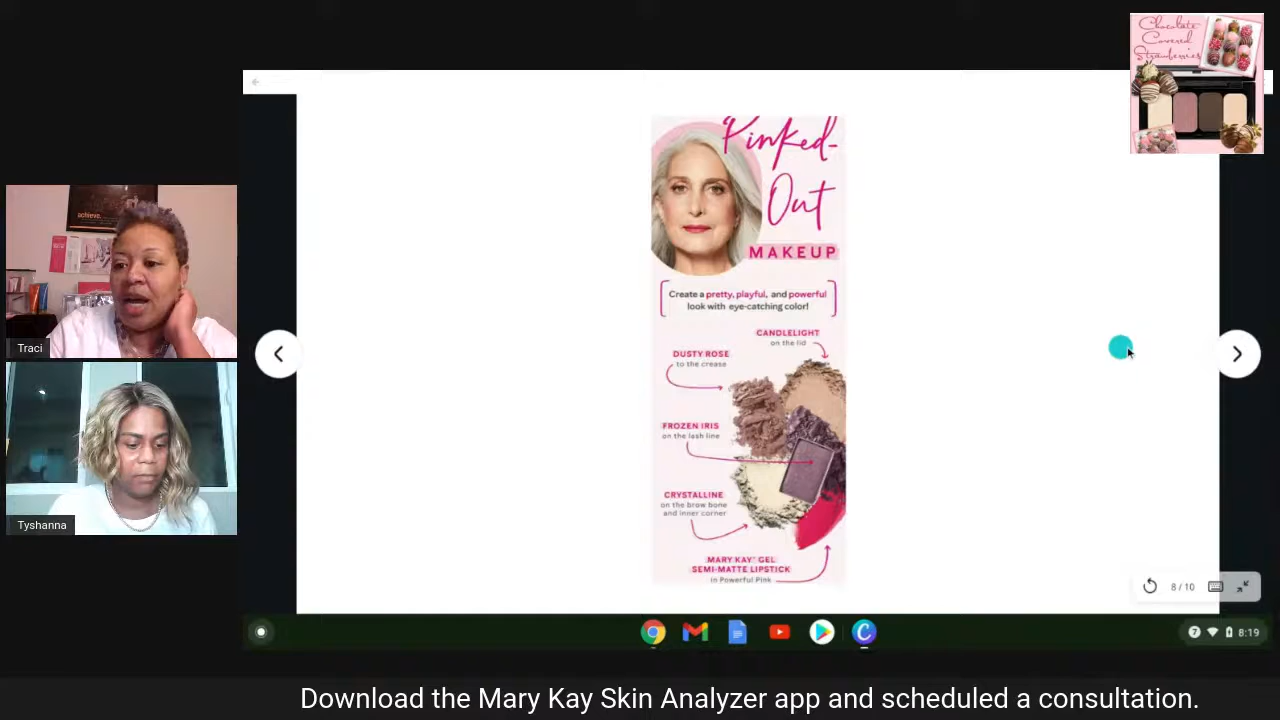 Chocolate
Covered
Strawberries
achieve.
Traci
Tyshanna
Pinked-
Out
MAKEUP
Create a pretty, playful, and powerful
look with eye-catching color!
CANDLELIGHT
on the lid
DUSTY ROSE
to the crease
FROZEN IRIS
on the lash line
CRYSTALLINE
on the brow bone
and inner corner
MARY KAY® GEL
SEMI-MATTE LIPSTICK
in Powerful Pink
8 / 10
7
8:19
Download the Mary Kay Skin Analyzer app and scheduled a consultation.